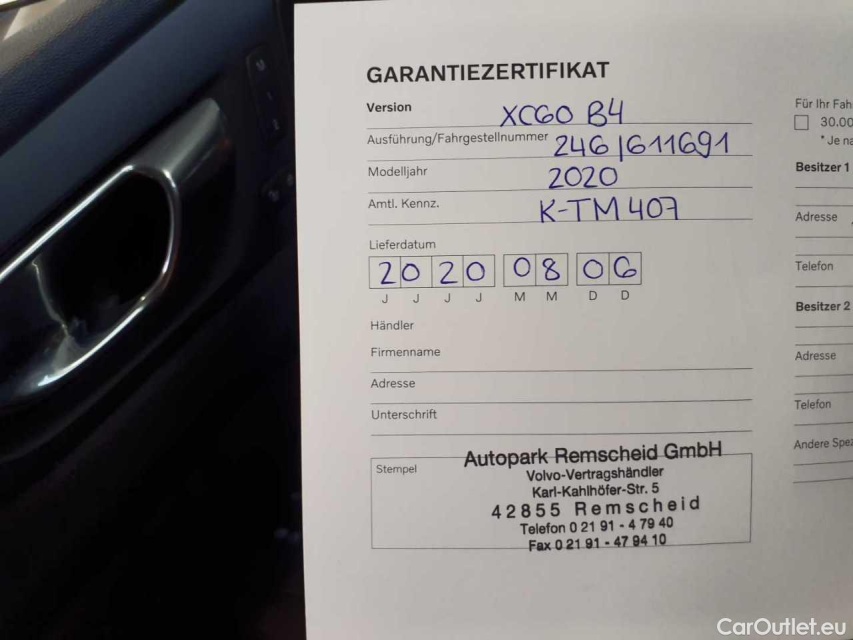 GARANTIEZERTIFIKAT
Version XC60 B4
Ausführung/Fahrgestellnummer 246|611691
Modelljahr 2020
Amtl. Kennz. K-TM 407
Lieferdatum
2020 08 06
J J J J M M D D
Händler
Firmenname
Adresse
Unterschrift
Stempel
Autopark Remscheid GmbH
Volvo-Vertragshändler
Karl-Kahlhöfer-Str. 5
42855 Remscheid
Telefon 0 21 91 - 4 79 40
Fax 0 21 91 - 47 94 10
Für Ihr Fah
30.00
* Je na
Besitzer 1
Adresse
Telefon
Besitzer 2
Adresse
Telefon
Andere Spez
CarOutlet.eu